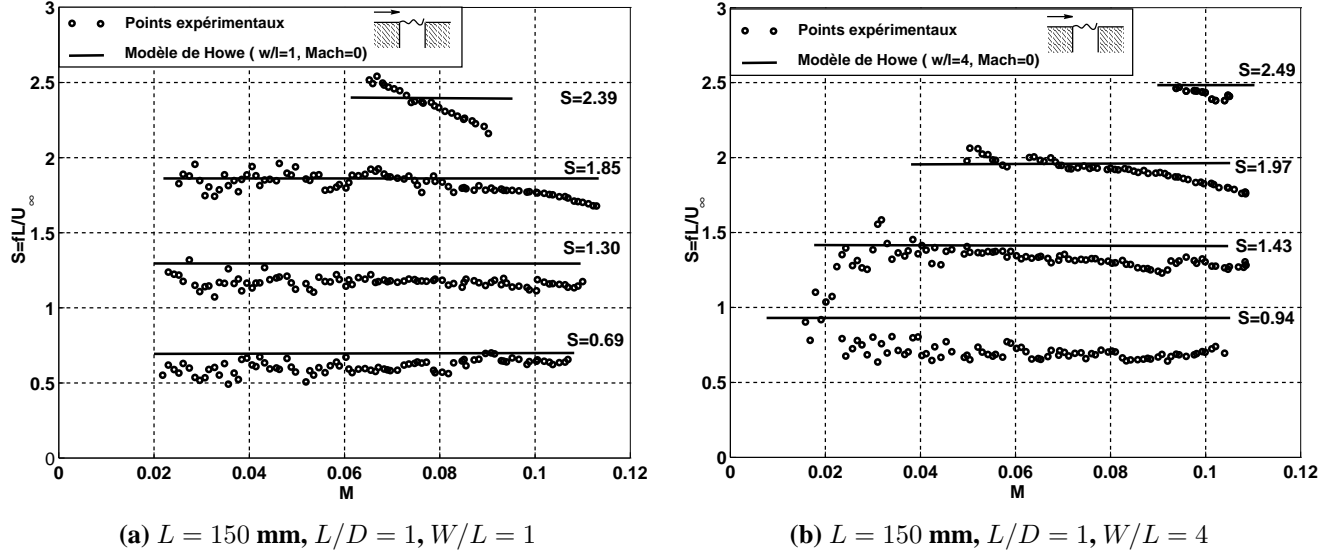 Points expérimentaux
Modèle de Howe ( w/l=1, Mach=0)
S=2.39
S=1.85
S=1.30
S=0.69
3
2.5
2
1.5
1
0.5
0
S=fL/U∞
0
0.02
0.04
0.06
0.08
0.1
0.12
M
(a) L = 150 mm, L/D = 1, W/L = 1
Points expérimentaux
Modèle de Howe ( w/l=4, Mach=0)
S=2.49
S=1.97
S=1.43
S=0.94
3
2.5
2
1.5
1
0.5
0
S=fL/U∞
0
0.02
0.04
0.06
0.08
0.1
0.12
M
(b) L = 150 mm, L/D = 1, W/L = 4